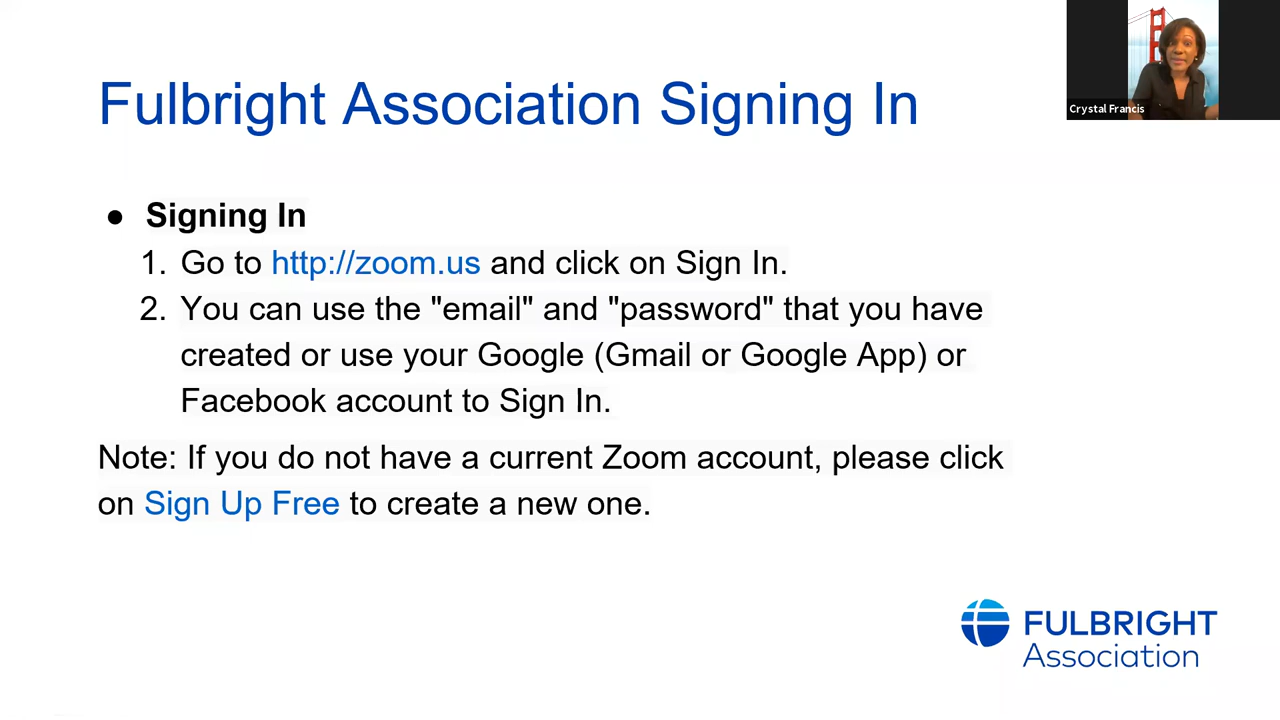 Fulbright Association Signing In
Crystal Francis
● Signing In
1. Go to http://zoom.us and click on Sign In.
2. You can use the "email" and "password" that you have
created or use your Google (Gmail or Google App) or
Facebook account to Sign In.
Note: If you do not have a current Zoom account, please click
on Sign Up Free to create a new one.
FULBRIGHT
Association